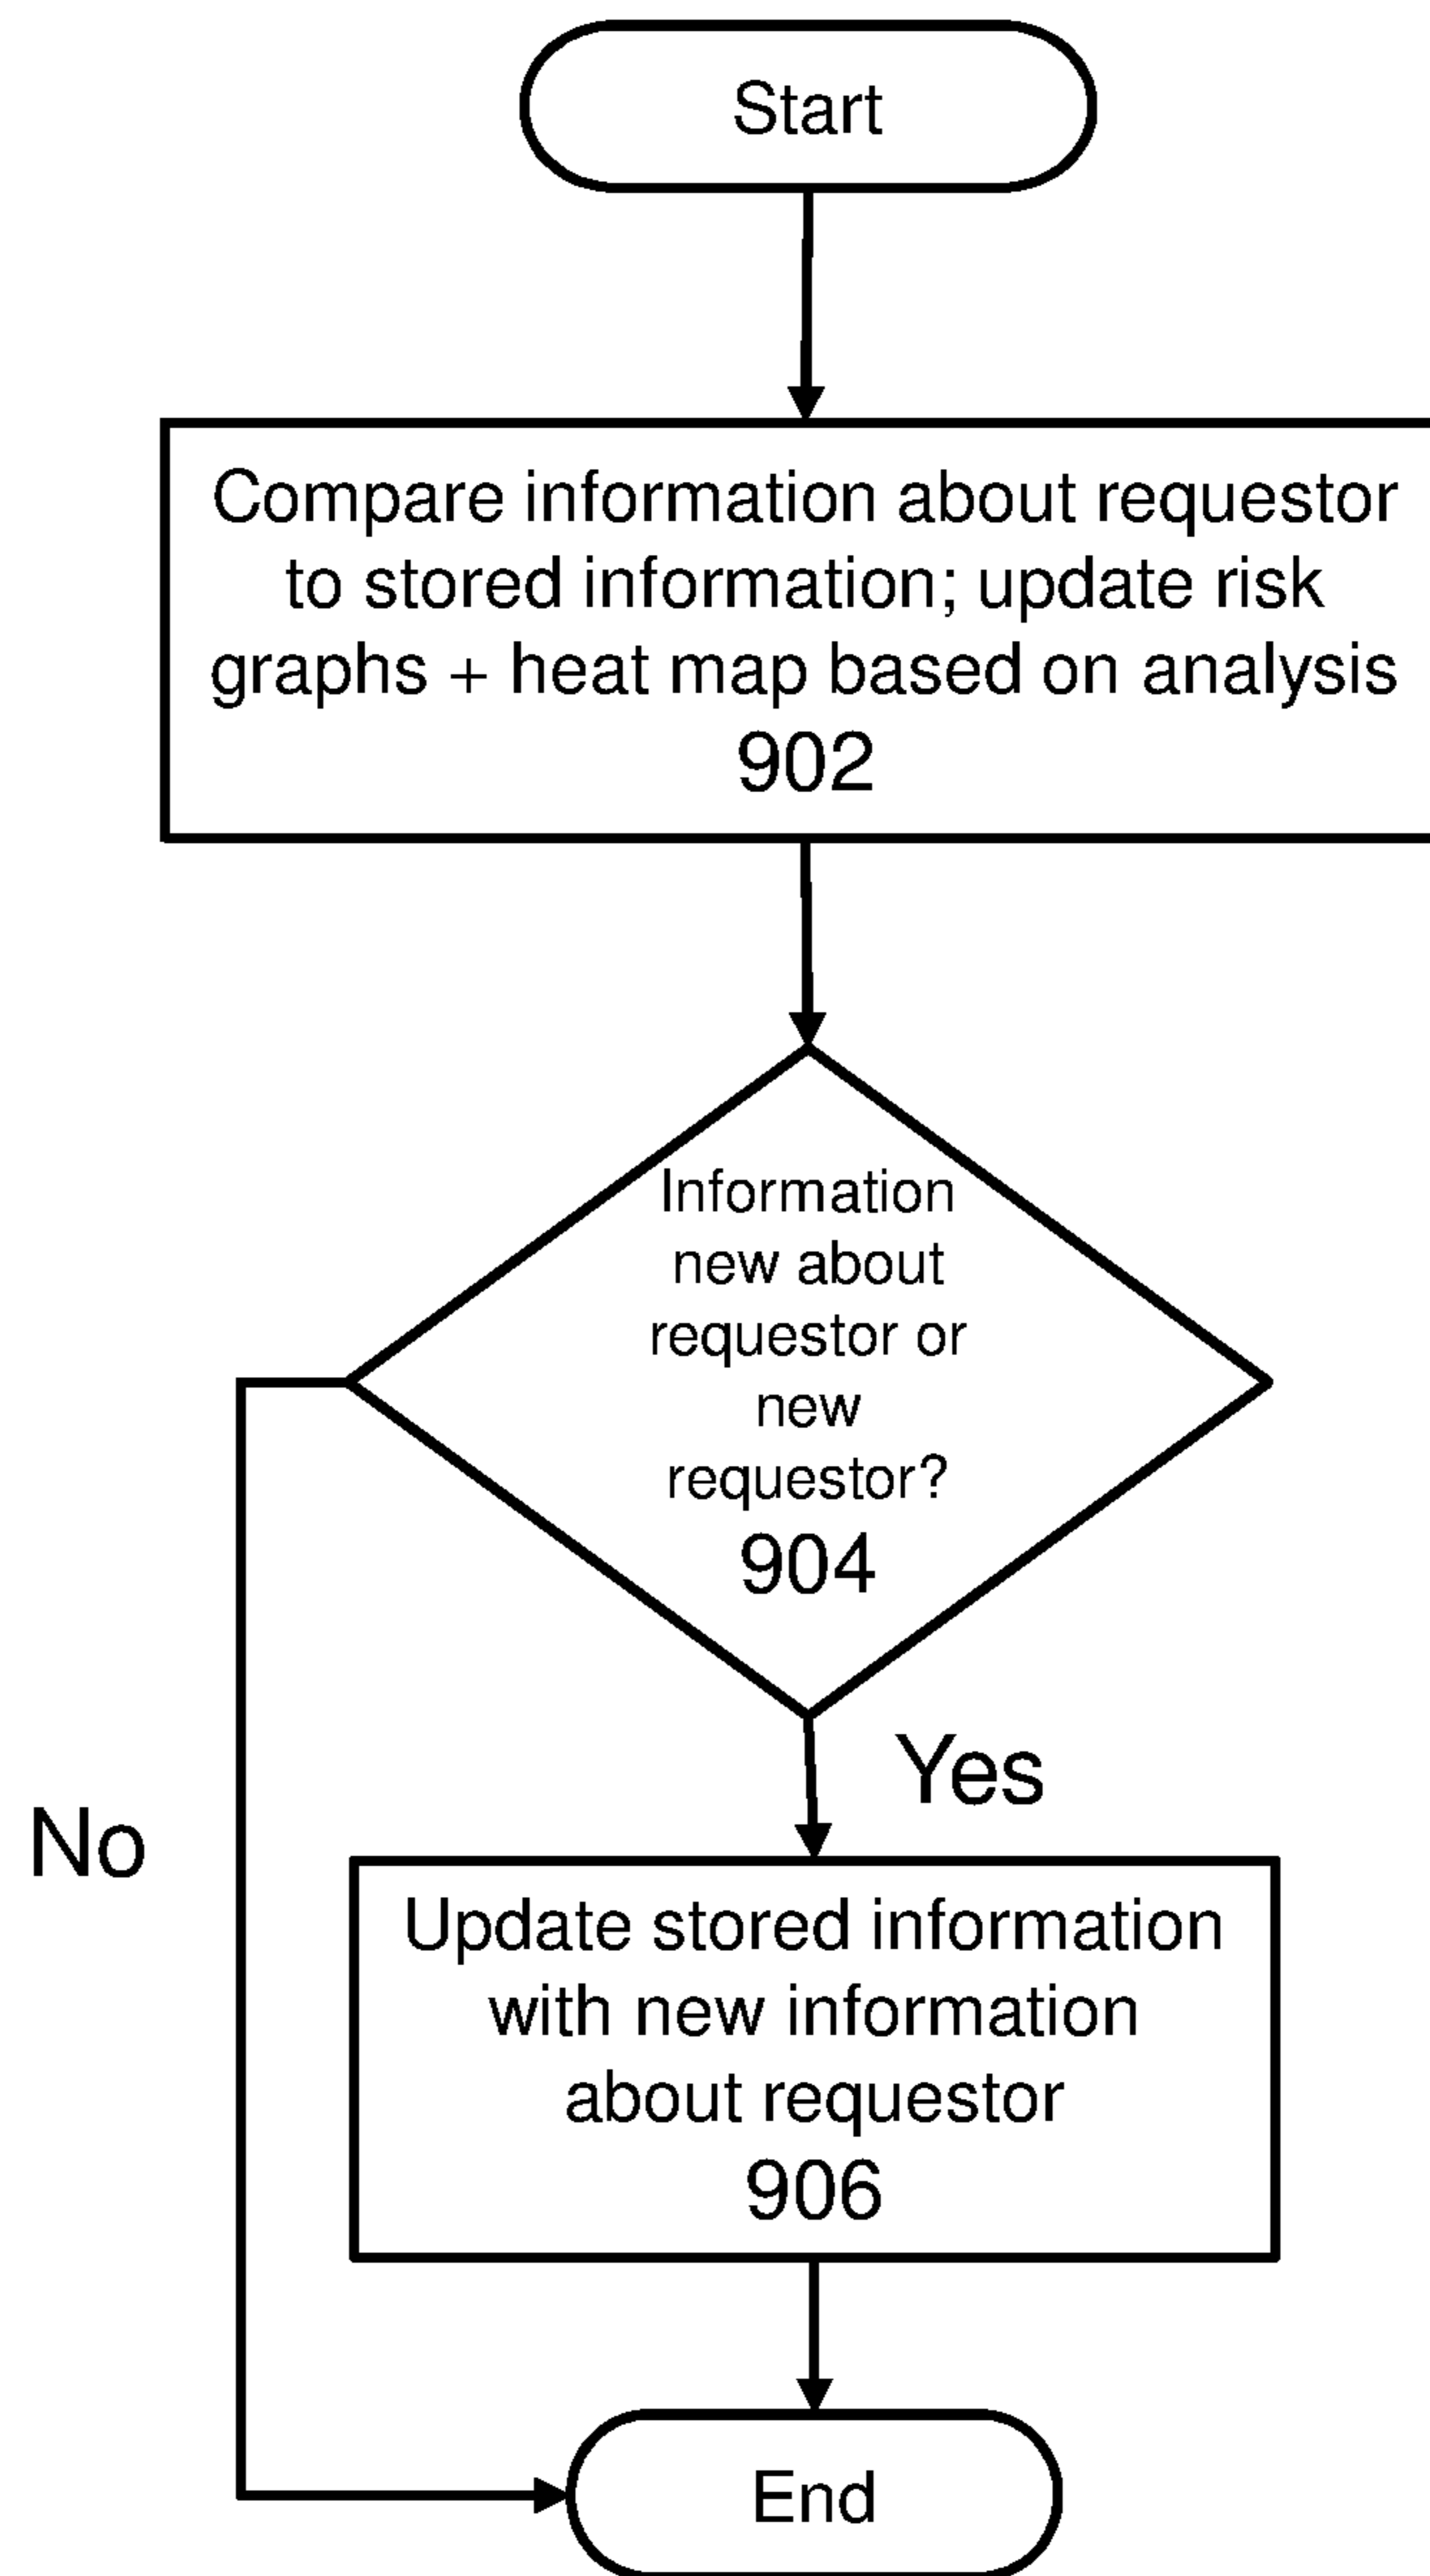 Start
Compare information about requestor
to stored information; update risk
graphs + heat map based on analysis
902
Information
new about
requestor or
new
requestor?
904
Yes
No
Update stored information
with new information
about requestor
906
End